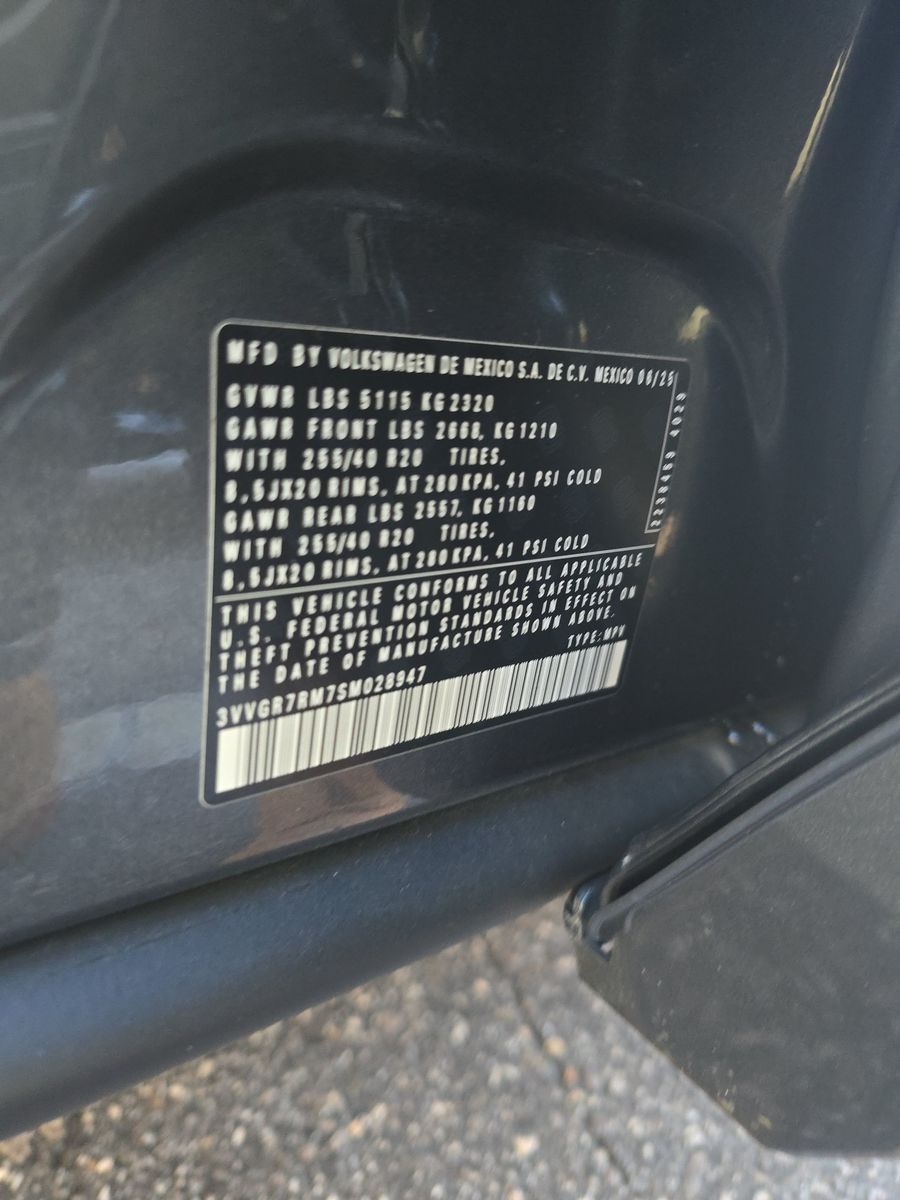 MFD BY VOLKSWAGEN DE MEXICO S.A. DE C.V. MEXICO 06/25
GVWR LBS 5115 KG 2320
GAWR FRONT LBS 2668, KG 1210
WITH 255/40 R20 TIRES,
8,5JX20 RIMS, AT 280 KPA, 41 PSI COLD
GAWR REAR LBS 2557, KG 1160
WITH 255/40 R20 TIRES,
8,5JX20 RIMS, AT 280 KPA, 41 PSI COLD
2238469 4029
THIS VEHICLE CONFORMS TO ALL APPLICABLE
U.S. FEDERAL MOTOR VEHICLE SAFETY AND
THEFT PREVENTION STANDARDS IN EFFECT ON
THE DATE OF MANUFACTURE SHOWN ABOVE.
TYPE: MPV
3VVGR7RM7SM028947